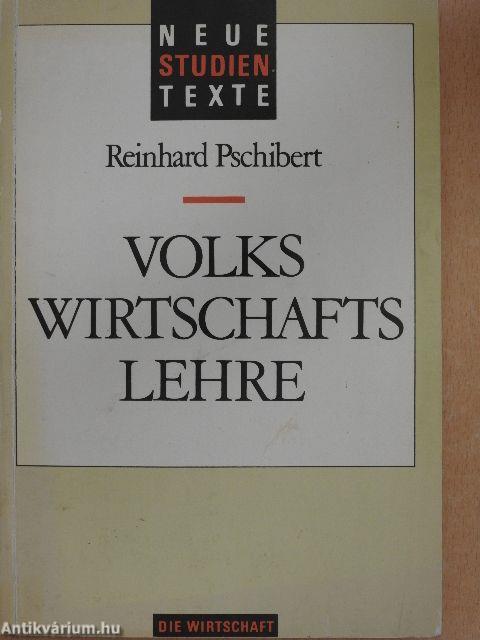 NEUE
STUDIEN
TEXTE
Reinhard Pschibert
VOLKS
WIRTSCHAFTS
LEHRE
DIE WIRTSCHAFT
Antikvárium.hu